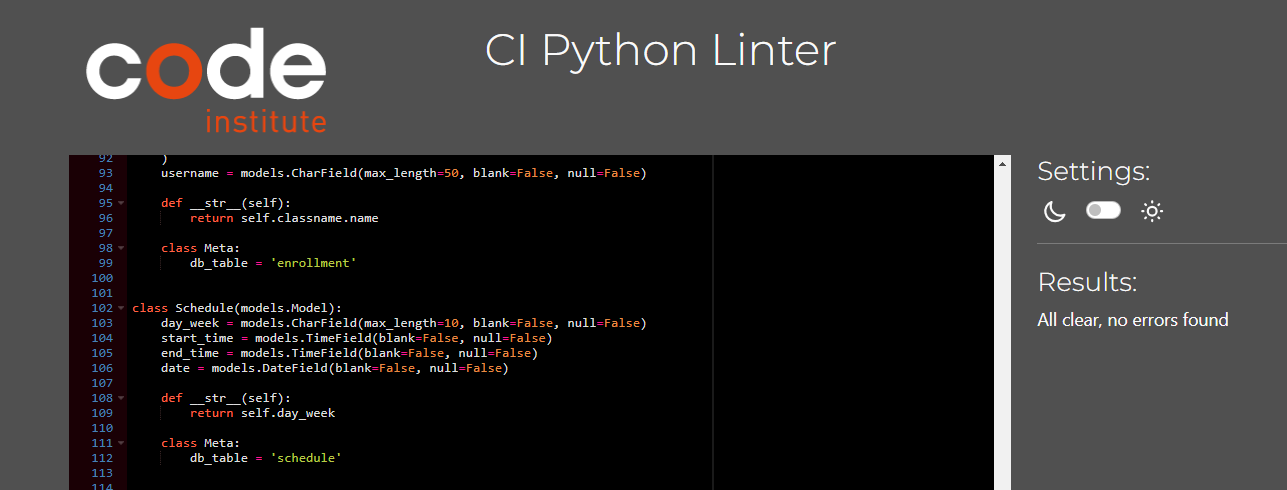 code
institute
CI Python Linter
92 )
93 username = models.CharField(max_length=50, blank=False, null=False)
94
95 def __str__(self):
96 return self.classname.name
97
98 class Meta:
99 db_table = 'enrollment'
100
101
102 class Schedule(models.Model):
103 day_week = models.CharField(max_length=10, blank=False, null=False)
104 start_time = models.TimeField(blank=False, null=False)
105 end_time = models.TimeField(blank=False, null=False)
106 date = models.DateField(blank=False, null=False)
107
108 def __str__(self):
109 return self.day_week
110
111 class Meta:
112 db_table = 'schedule'
113
114
Settings:
Results:
All clear, no errors found